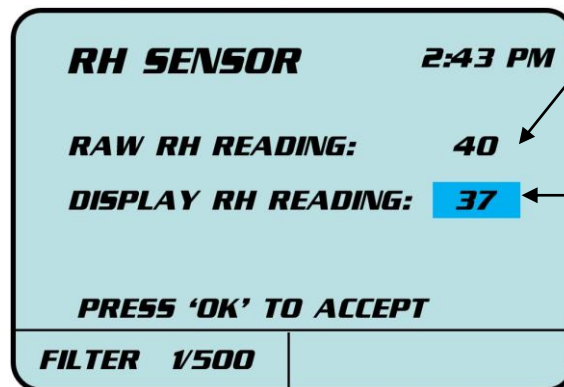 RH SENSOR 2:43 PM
RAW RH READING: 40
DISPLAY RH READING: 37
PRESS ‘OK’ TO ACCEPT
FILTER 1/500